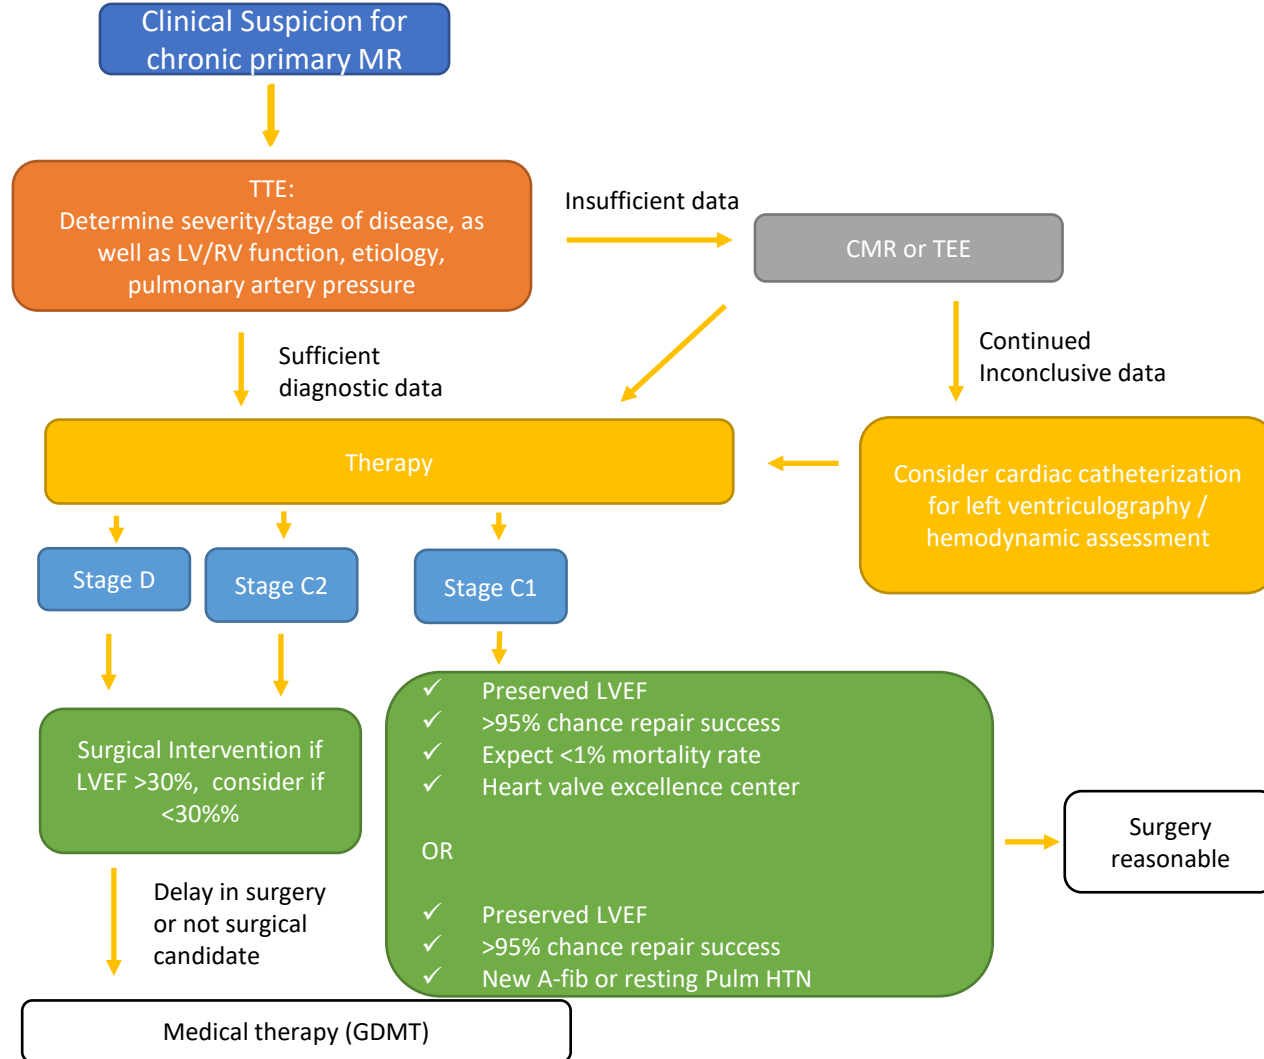 Clinical Suspicion for
chronic primary MR
TTE:
Determine severity/stage of disease, as
well as LV/RV function, etiology,
pulmonary artery pressure
Insufficient data
CMR or TEE
Sufficient
diagnostic data
Continued
Inconclusive data
Therapy
Consider cardiac catheterization
for left ventriculography /
hemodynamic assessment
Stage D
Stage C2
Stage C1
Surgical Intervention if
LVEF >30%, consider if
<30%%
✓ Preserved LVEF
✓ >95% chance repair success
✓ Expect <1% mortality rate
✓ Heart valve excellence center
OR
✓ Preserved LVEF
✓ >95% chance repair success
✓ New A-fib or resting Pulm HTN
Surgery
reasonable
Delay in surgery
or not surgical
candidate
Medical therapy (GDMT)